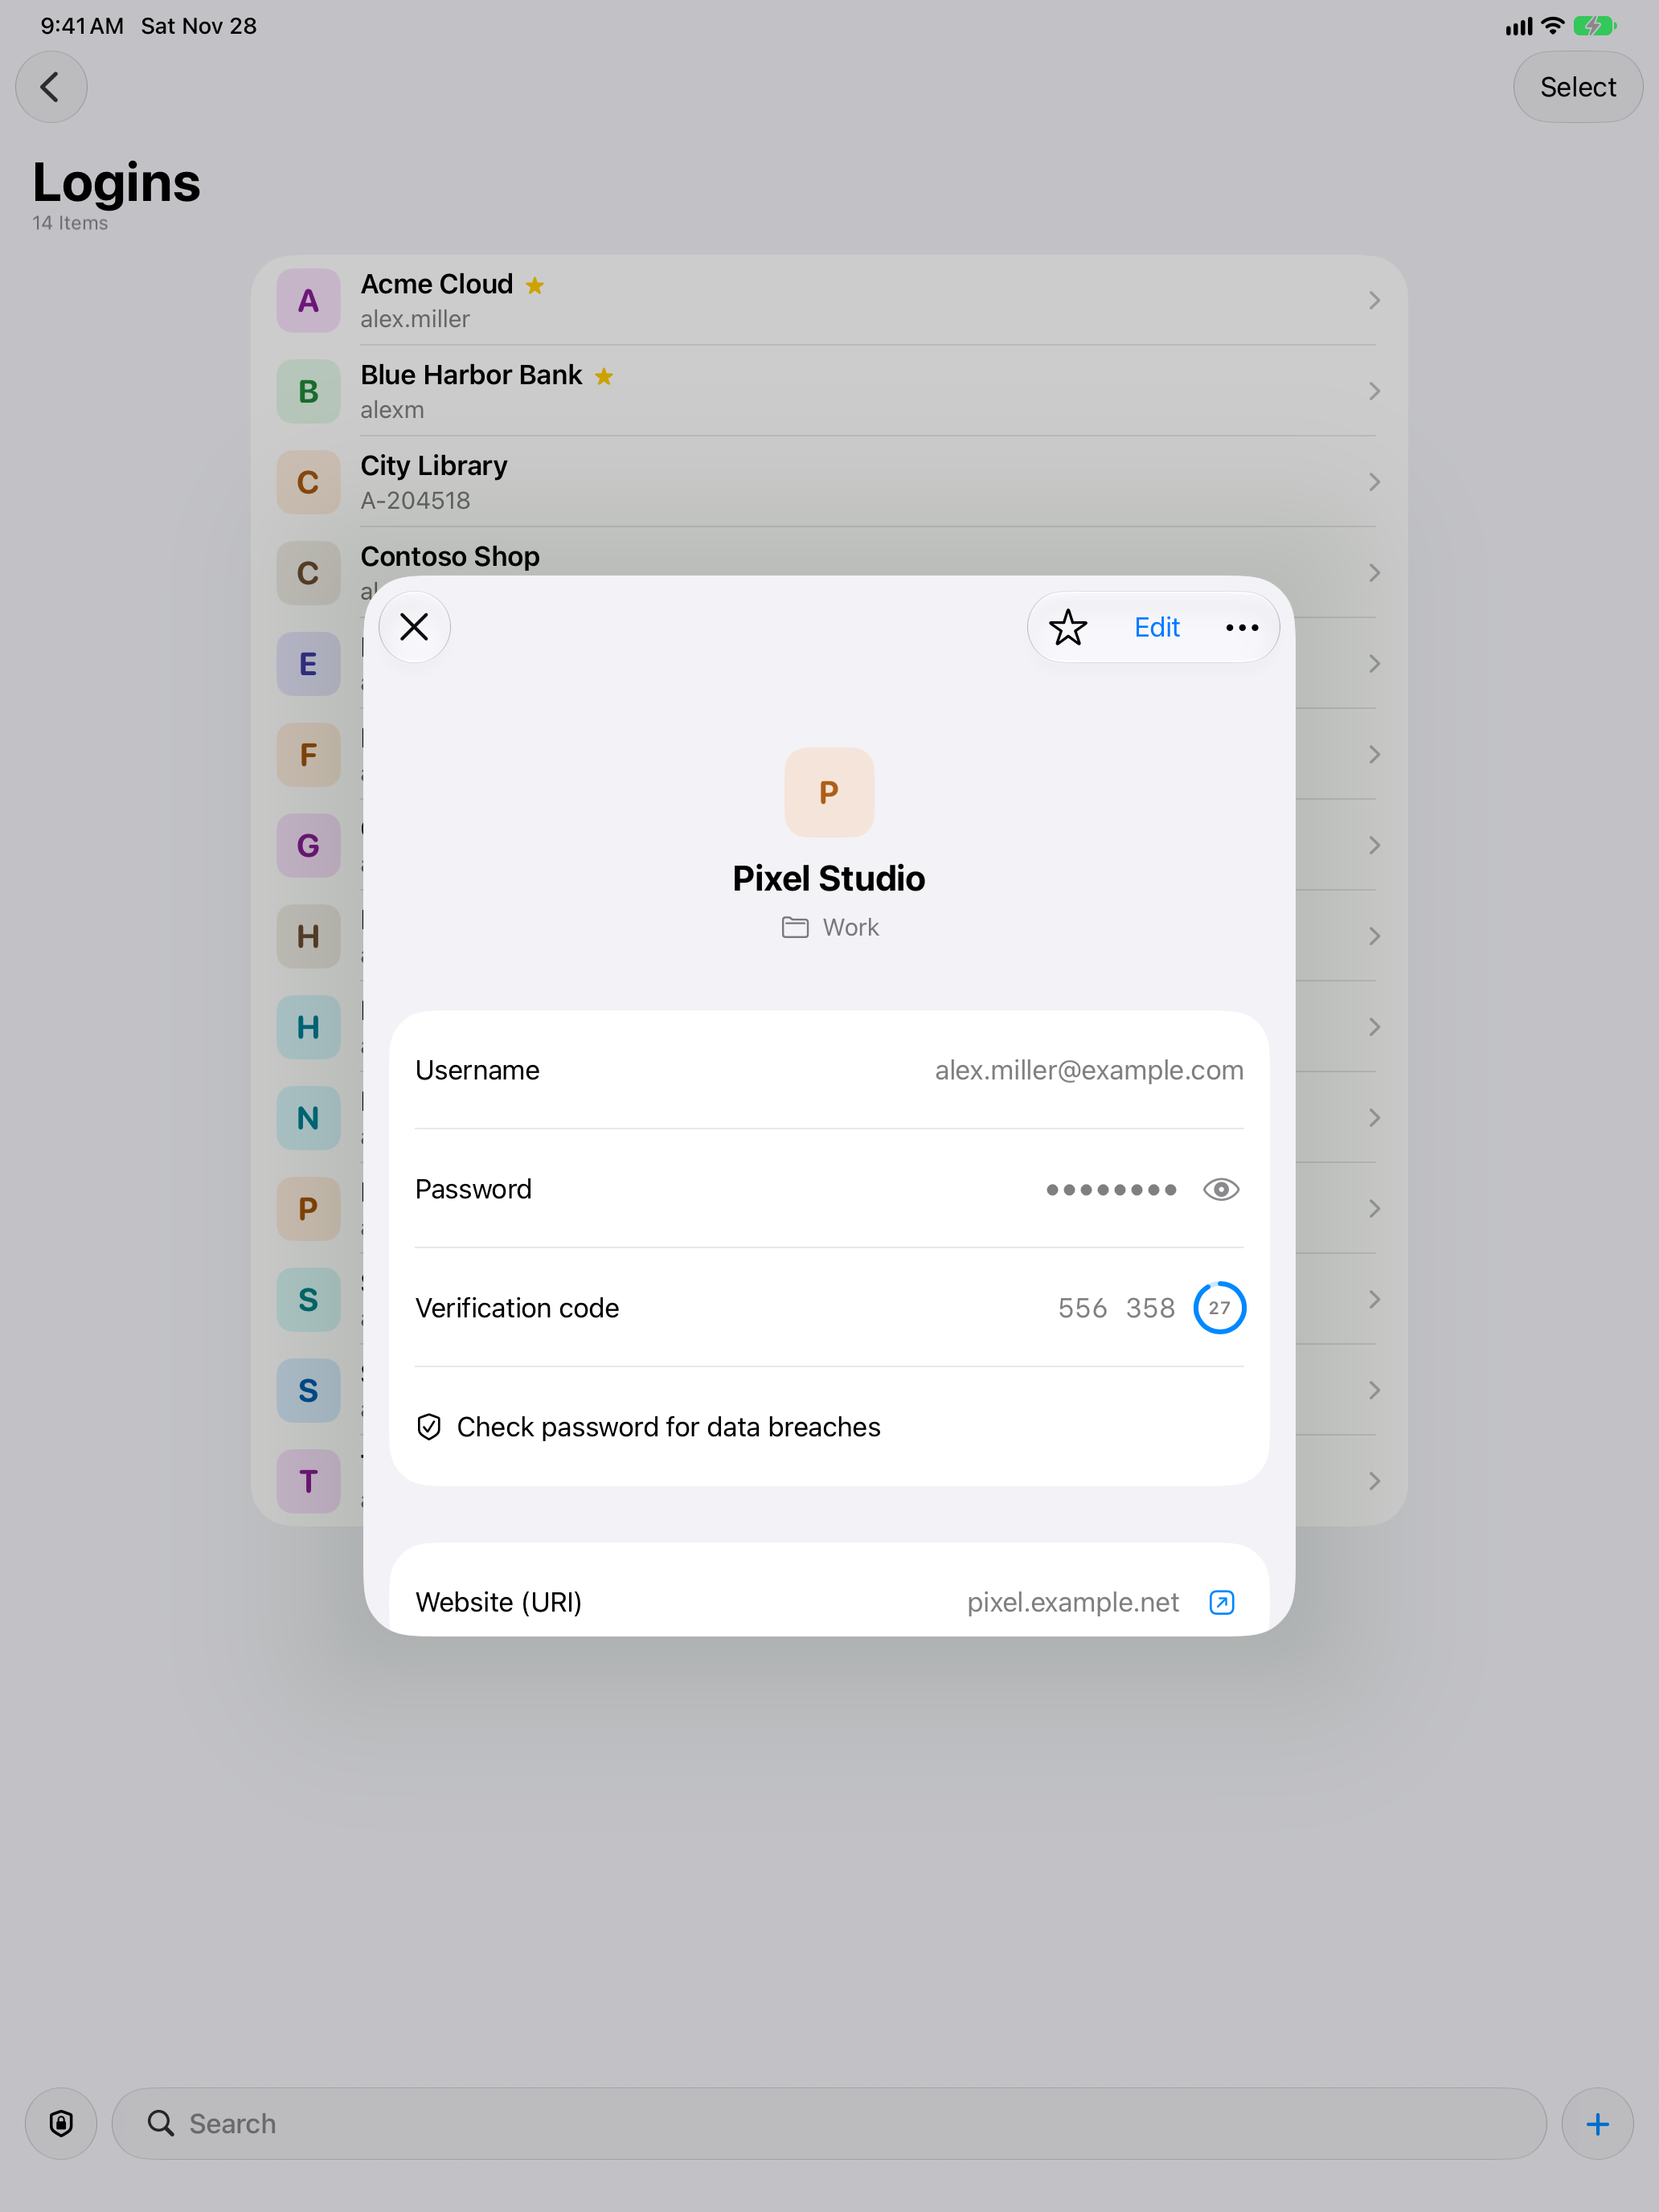 9:41 AM Sat Nov 28
Select
Logins
14 Items
A
Acme Cloud
alex.miller
B
Blue Harbor Bank
alexm
C
City Library
A-204518
C
Contoso Shop
E
F
G
H
H
N
P
S
S
T
Edit
P
Pixel Studio
Work
Username alex.miller@example.com
Password
Verification code 556 358 27
Check password for data breaches
Website (URI) pixel.example.net
Search